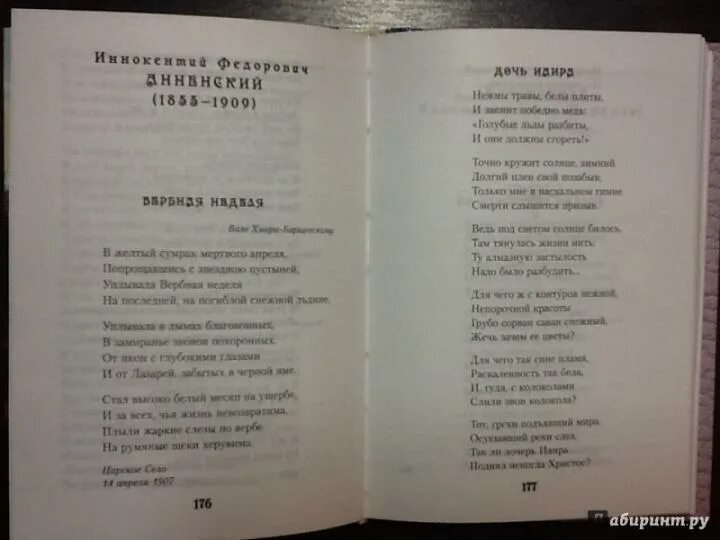 Иннокентий Федорович
АННЕНСКИЙ
(1855–1909)
ВЕРБНАЯ НЕДЕЛЯ
Вале Хмара-Барщевскому
В желтый сумрак мертвого апреля,
Попрощавшись с звездною пустыней,
Уплывала Вербная неделя
На последней, на погиблой снежной льдине.
Уплывала в дымах благовонных,
В замиранье звонов похоронных,
От икон с глубокими глазами
И от Лазарей, забытых в черной яме.
Стал высоко белый месяц на ущербе,
И за всех, чья жизнь невозвратима,
Плыли жаркие слезы по вербе
На румяные щеки херувима.
Царское Село
14 апреля 1907
176
ДОЧЬ ИАИРА
Нежны травы, белы плиты,
И звенит победно медь:
«Голубые льды разбиты,
И они должны сгореть!»
Точно кружит солнце, зимний
Долгий плен свой позабыв,
Только мне в пасхальном гимне
Смерти слышится призыв.
Ведь под снегом солнце билось,
Там тянулась жизни нить:
Ту алмазную застылость
Надо было разбудить...
Для чего ж с контуров нежной,
Непорочной красоты
Грубо сорван саван снежный,
Жечь зачем ее цветы?
Для чего так сине пламя,
Раскаленность так бела,
И, гудя, с колоколами
Слили звон колокола?
Тот, грехи подъявший мира,
Осушавший реки слез,
Так ли дочерь Иаира
Поднял некогда Христос?
177
Лабиринт.ру